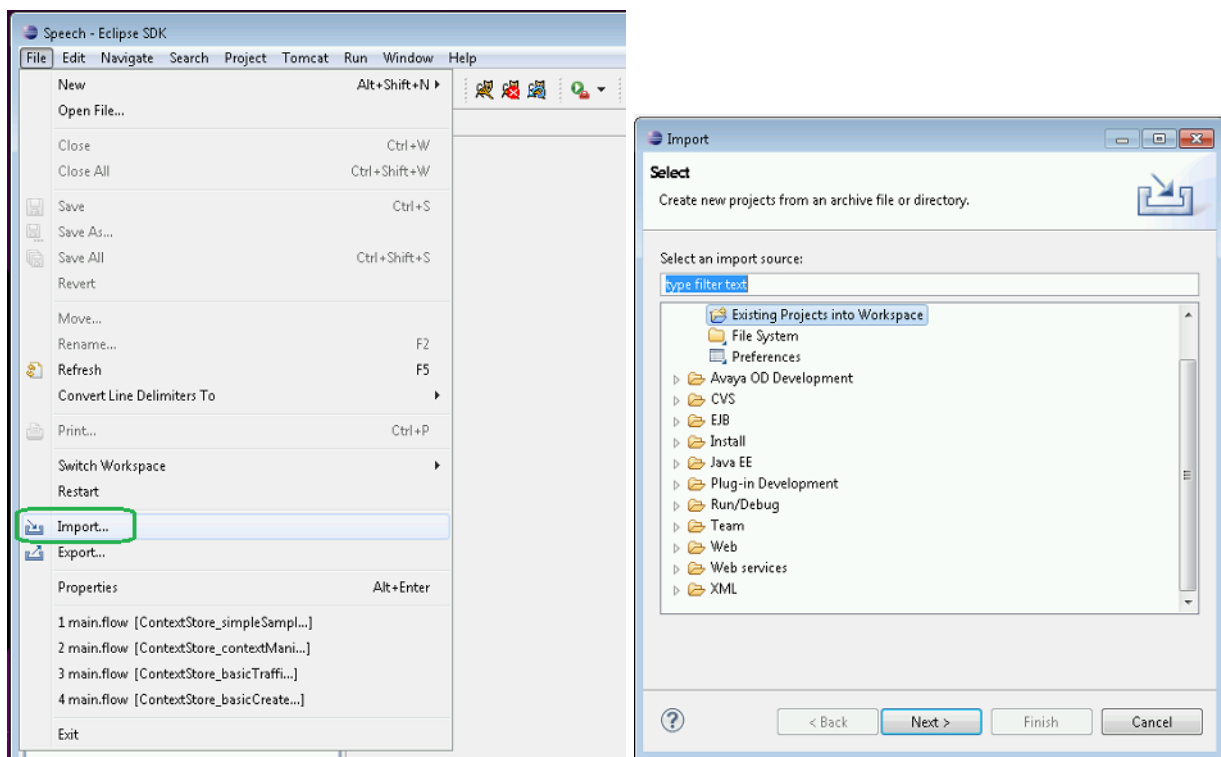 Speech - Eclipse SDK
File Edit Navigate Search Project Tomcat Run Window Help
New Alt+Shift+N
Open File...
Close Ctrl+W
Close All Ctrl+Shift+W
Save Ctrl+S
Save As...
Save All Ctrl+Shift+S
Revert
Move...
Rename... F2
Refresh F5
Convert Line Delimiters To
Print... Ctrl+P
Switch Workspace
Restart
Import...
Export...
Properties Alt+Enter
1 main.flow [ContextStore_simpleSampl...]
2 main.flow [ContextStore_contextMani...]
3 main.flow [ContextStore_basicTraffi...]
4 main.flow [ContextStore_basicCreate...]
Exit
Import
Select
Create new projects from an archive file or directory.
Select an import source:
type filter text
Existing Projects into Workspace
File System
Preferences
Avaya OD Development
CVS
EJB
Install
Java EE
Plug-in Development
Run/Debug
Team
Web
Web services
XML
< Back Next > Finish Cancel